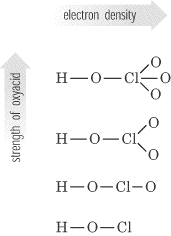 electron density
strength of oxyacid
O
H—O—Cl—O
O
O
H—O—Cl
O
H—O—Cl—O
H—O—Cl